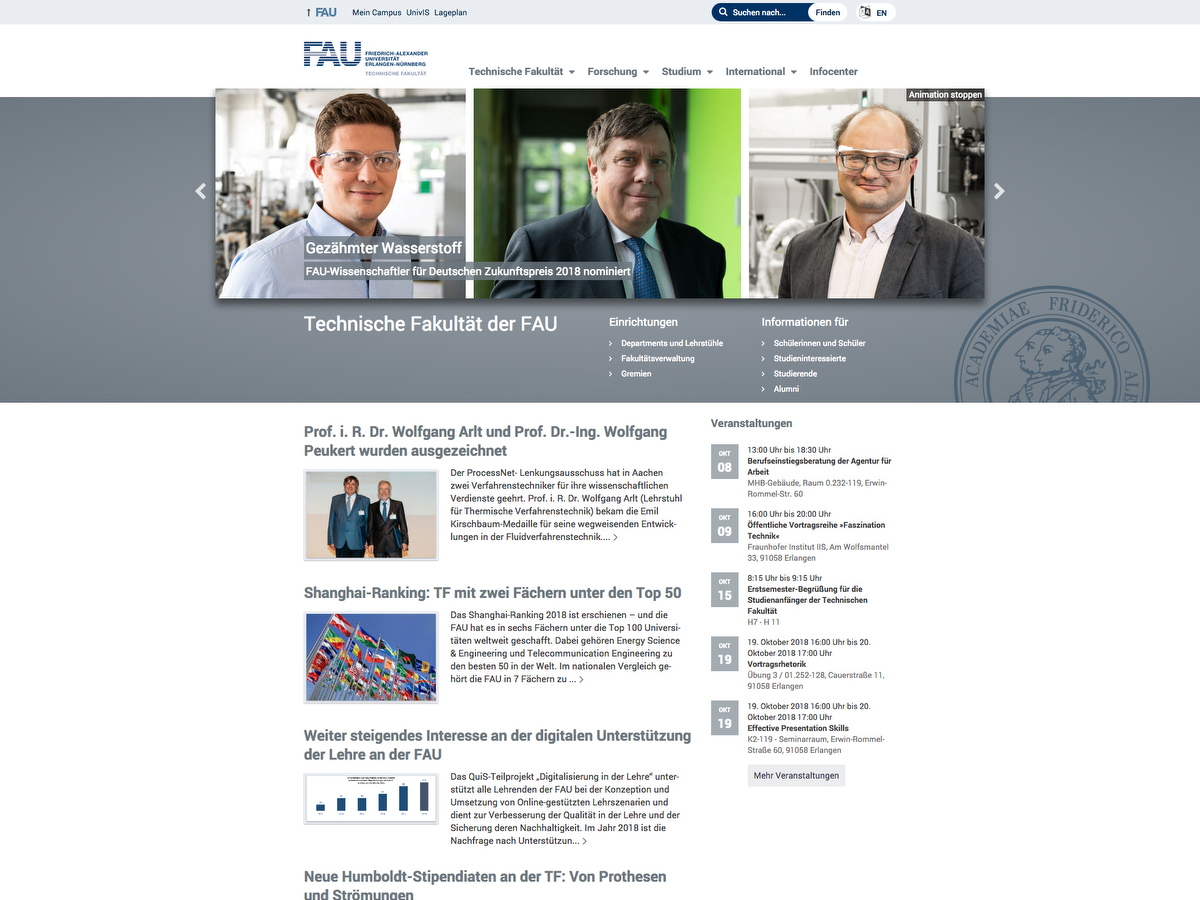 ↑ FAU
Mein Campus UnivIS Lageplan
Suchen nach...
Finden
EN
FAU
FRIEDRICH-ALEXANDER
UNIVERSITÄT
ERLANGEN-NÜRNBERG
TECHNISCHE FAKULTÄT
Technische Fakultät Forschung Studium International Infocenter
Animation stoppen
Gezähmter Wasserstoff
FAU-Wissenschaftler für Deutschen Zukunftspreis 2018 nominiert
Technische Fakultät der FAU
Einrichtungen
Departments und Lehrstühle
Fakultätsverwaltung
Gremien
Informationen für
Schülerinnen und Schüler
Studieninteressierte
Studierende
Alumni
ACADEMIAE FRIDERICO ALE
Prof. i. R. Dr. Wolfgang Arlt und Prof. Dr.-Ing. Wolfgang
Peukert wurden ausgezeichnet
Der ProcessNet- Lenkungsausschuss hat in Aachen
zwei Verfahrenstechniker für ihre wissenschaftlichen
Verdienste geehrt. Prof. i. R. Dr. Wolfgang Arlt (Lehrstuhl
für Thermische Verfahrenstechnik) bekam die Emil
Kirschbaum-Medaille für seine wegweisenden Entwick-
lungen in der Fluidverfahrenstechnik.... >
Shanghai-Ranking: TF mit zwei Fächern unter den Top 50
Das Shanghai-Ranking 2018 ist erschienen – und die
FAU hat es in sechs Fächern unter die Top 100 Universi-
täten weltweit geschafft. Dabei gehören Energy Science
& Engineering und Telecommunication Engineering zu
den besten 50 in der Welt. Im nationalen Vergleich ge-
hört die FAU in 7 Fächern zu ... >
Weiter steigendes Interesse an der digitalen Unterstützung
der Lehre an der FAU
Das QuiS-Teilprojekt „Digitalisierung in der Lehre“ unter-
stützt alle Lehrenden der FAU bei der Konzeption und
Umsetzung von Online-gestützten Lehrszenarien und
dient zur Verbesserung der Qualität in der Lehre und der
Sicherung deren Nachhaltigkeit. Im Jahr 2018 ist die
Nachfrage nach Unterstützun... >
Neue Humboldt-Stipendiaten an der TF: Von Prothesen
und Strömungen
Veranstaltungen
OKT
08
13:00 Uhr bis 18:30 Uhr
Berufseinstiegsberatung der Agentur für
Arbeit
MHB-Gebäude, Raum 0.232-119, Erwin-
Rommel-Str. 60
OKT
09
16:00 Uhr bis 20:00 Uhr
Öffentliche Vortragsreihe »Faszination
Technik«
Fraunhofer Institut IIS, Am Wolfsmantel
33, 91058 Erlangen
OKT
15
8:15 Uhr bis 9:15 Uhr
Erstsemester-Begrüßung für die
Studienanfänger der Technischen
Fakultät
H7 - H 11
OKT
19
19. Oktober 2018 16:00 Uhr bis 20.
Oktober 2018 17:00 Uhr
Vortragsrhetorik
Übung 3 / 01.252-128, Cauerstraße 11,
91058 Erlangen
OKT
19
19. Oktober 2018 16:00 Uhr bis 20.
Oktober 2018 17:00 Uhr
Effective Presentation Skills
K2-119 - Seminarraum, Erwin-Rommel-
Straße 60, 91058 Erlangen
Mehr Veranstaltungen